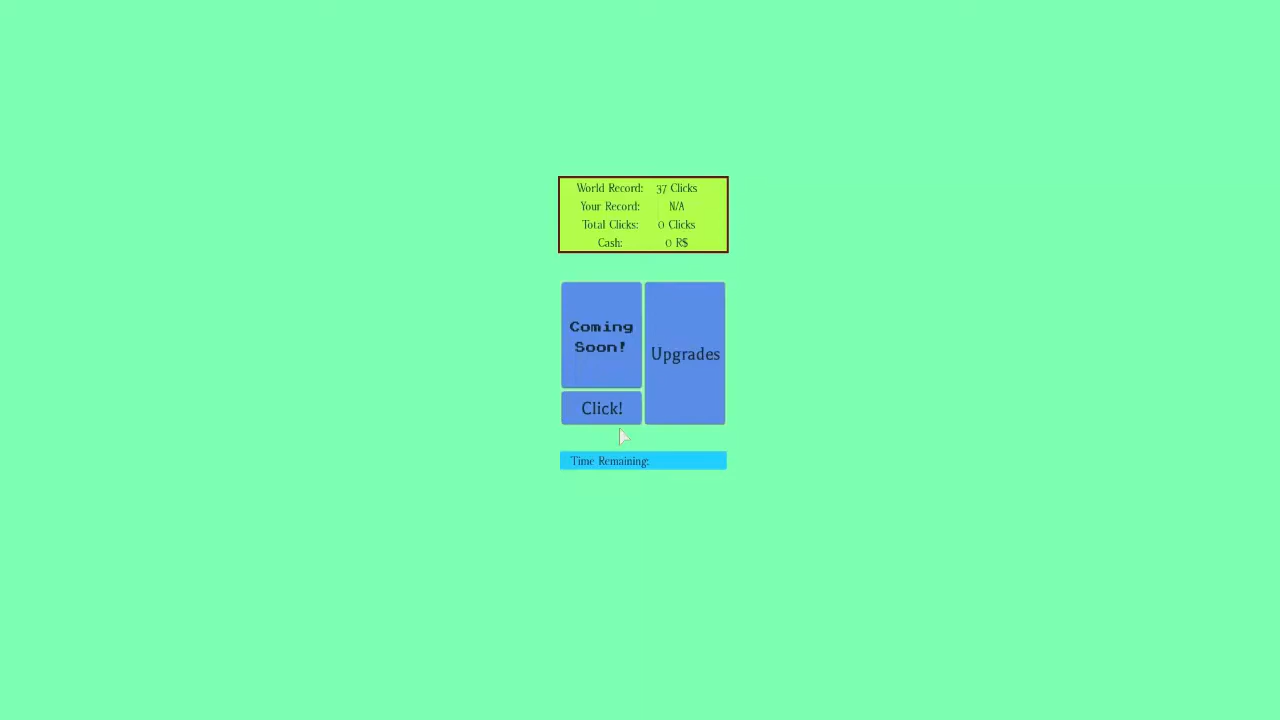 World Record: 37 Clicks
Your Record: N/A
Total Clicks: 0 Clicks
Cash: 0 R$
Coming
Soon!
Upgrades
Click!
Time Remaining: